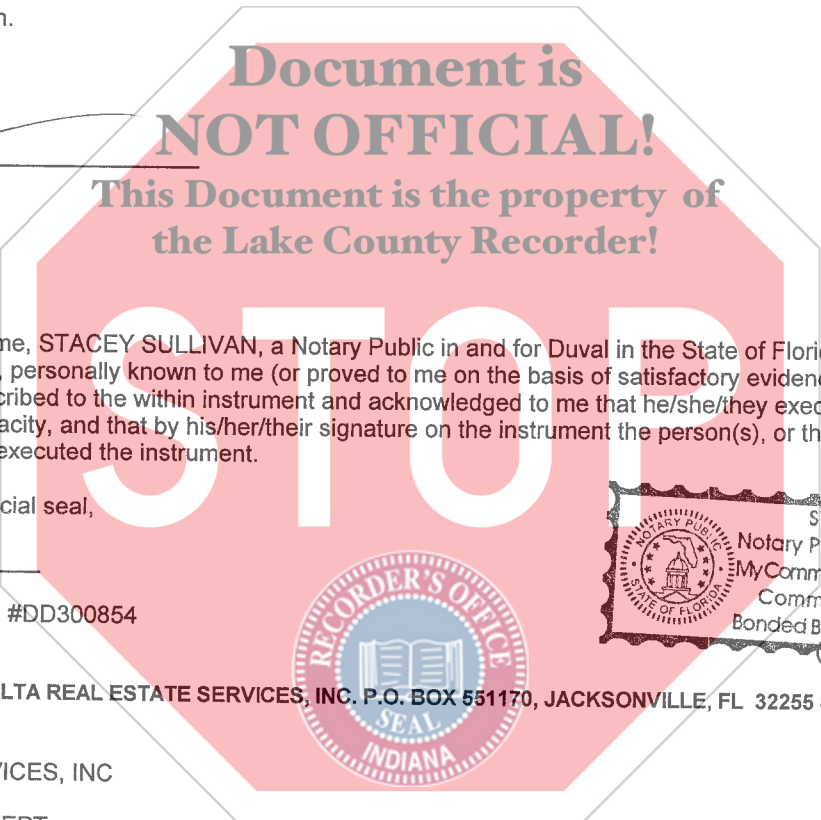 n.
Document is
NOT OFFICIAL!
This Document is the property of
the Lake County Recorder!
STOP
me, STACEY SULLIVAN, a Notary Public in and for Duval in the State of Flori
, personally known to me (or proved to me on the basis of satisfactory eviden
cribed to the within instrument and acknowledged to me that he/she/they exec
acity, and that by his/her/their signature on the instrument the person(s), or th
executed the instrument.
cial seal,
S
Notary P
My Comm
Comm
Bonded B
NOTARY PUBLIC
STATE OF FLORIDA
#DD300854
RECORDER'S OFFICE
SEAL
INDIANA
LTA REAL ESTATE SERVICES, INC. P.O. BOX 551170, JACKSONVILLE, FL 32255
VICES, INC